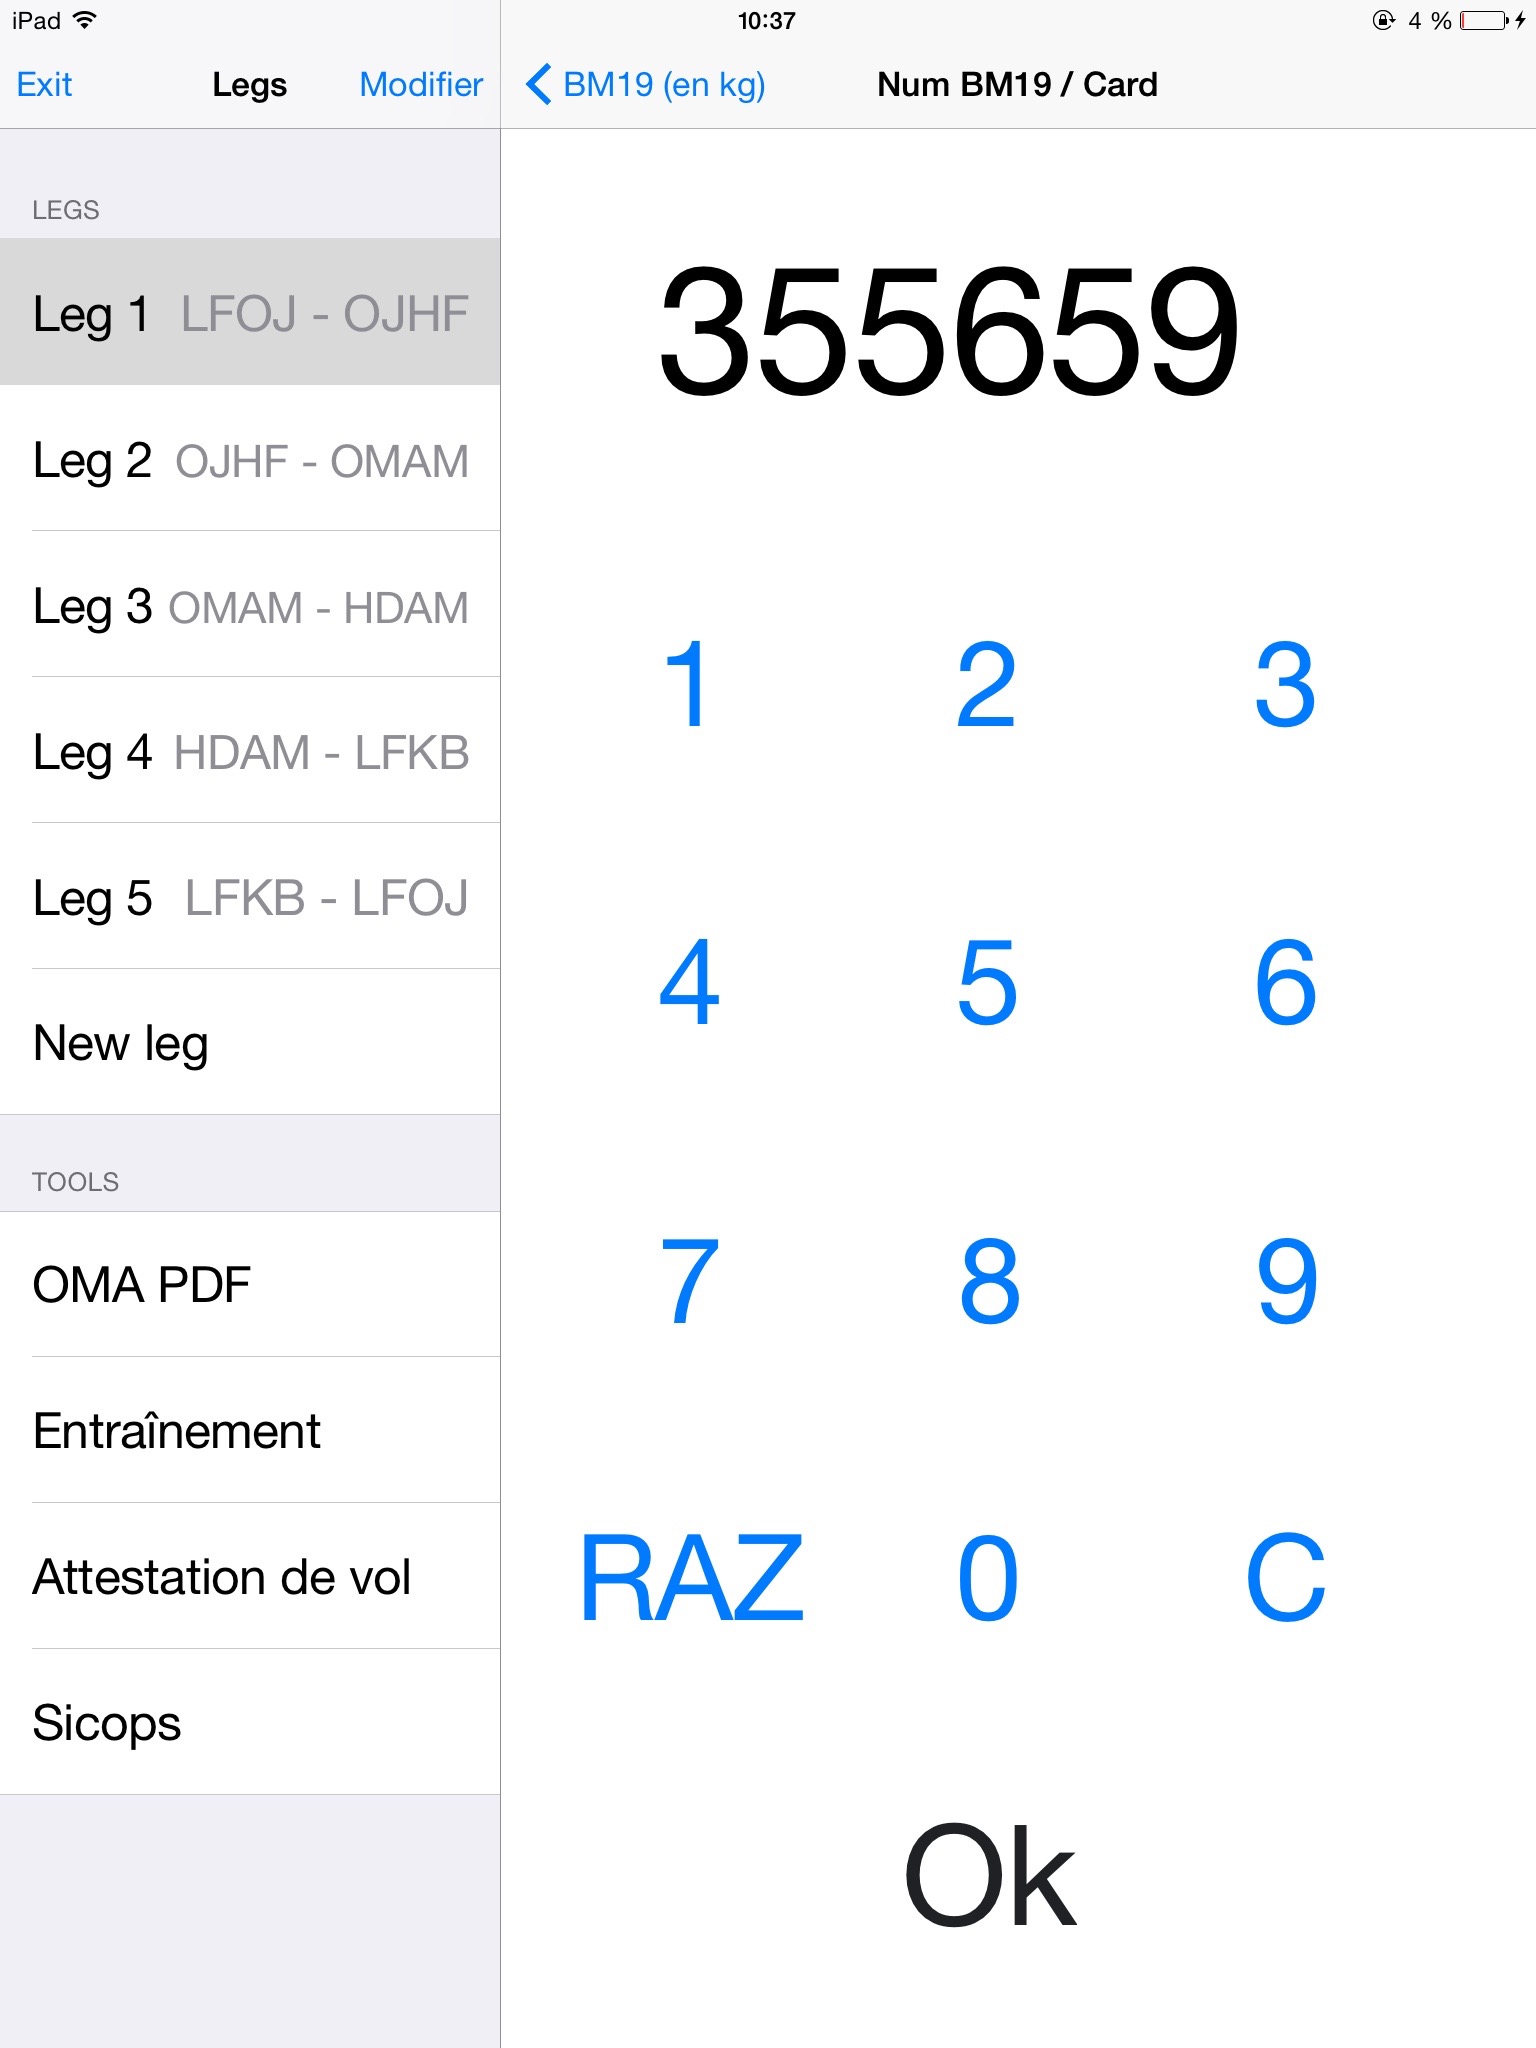 iPad 10:37 4 %
Exit Legs Modifier
BM19 (en kg) Num BM19 / Card
LEGS
Leg 1 LFOJ - OJHF
Leg 2 OJHF - OMAM
Leg 3 OMAM - HDAM
Leg 4 HDAM - LFKB
Leg 5 LFKB - LFOJ
New leg
TOOLS
OMA PDF
Entraînement
Attestation de vol
Sicops
355659
1 2 3
4 5 6
7 8 9
RAZ 0 C
Ok